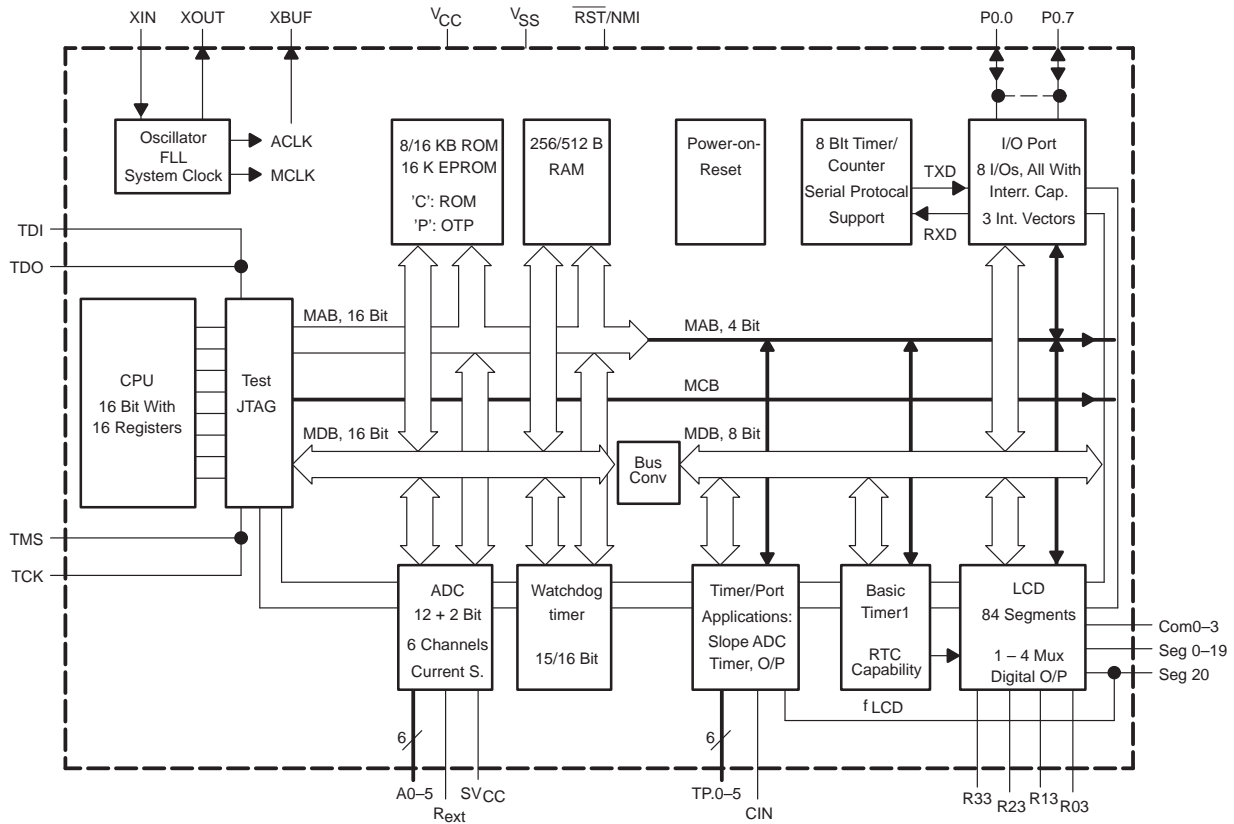 XIN XOUT XBUF VCC VSS RST/NMI P0.0 P0.7
Oscillator
FLL
System Clock
ACLK
MCLK
8/16 KB ROM
16 K EPROM
'C': ROM
'P': OTP
256/512 B
RAM
Power-on-
Reset
8 BIt Timer/
Counter
Serial Protocal
Support
TXD
RXD
I/O Port
8 I/Os, All With
Interr. Cap.
3 Int. Vectors
TDI
TDO
CPU
16 Bit With
16 Registers
Test
JTAG
MAB, 16 Bit
MAB, 4 Bit
MCB
MDB, 16 Bit
Bus
Conv
MDB, 8 Bit
TMS
TCK
ADC
12 + 2 Bit
6 Channels
Current S.
Watchdog
timer
15/16 Bit
Timer/Port
Applications:
Slope ADC
Timer, O/P
Basic
Timer1
RTC
Capability
LCD
84 Segments
1 – 4 Mux
Digital O/P
Com0–3
Seg 0–19
Seg 20
f LCD
6
6
A0–5
Rext
SVCC
TP.0–5
CIN
R33
R23
R13
R03